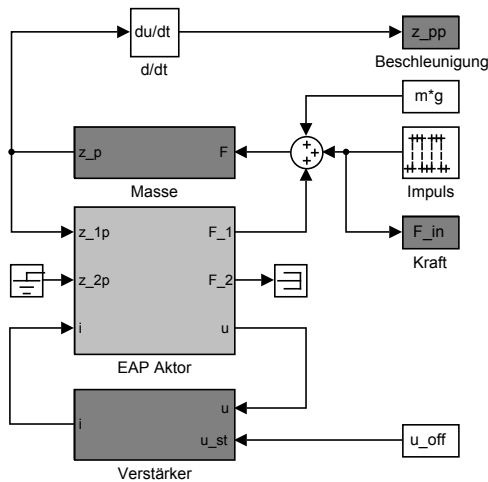 du/dt
d/dt
z_pp
Beschleunigung
m*g
z_p
F
Masse
+
+
+
Impuls
z_1p
F_1
F_in
Kraft
z_2p
F_2
i
u
EAP Aktor
i
u
u_st
Verstärker
u_off